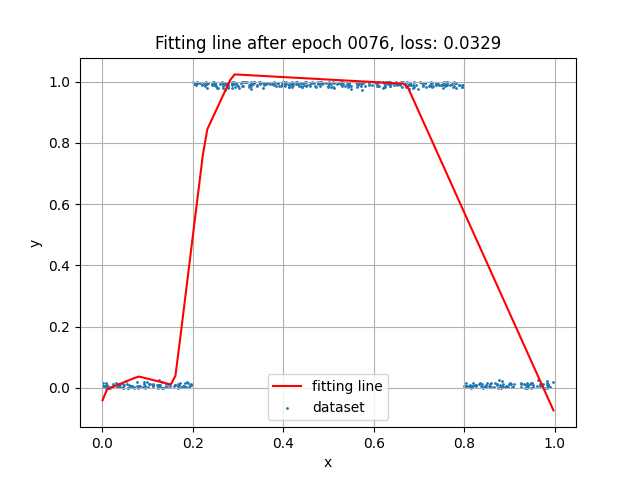 Fitting line after epoch 0076, loss: 0.0329
1.0
0.8
0.6
0.4
0.2
0.0
y
fitting line
dataset
0.0 0.2 0.4 0.6 0.8 1.0
x